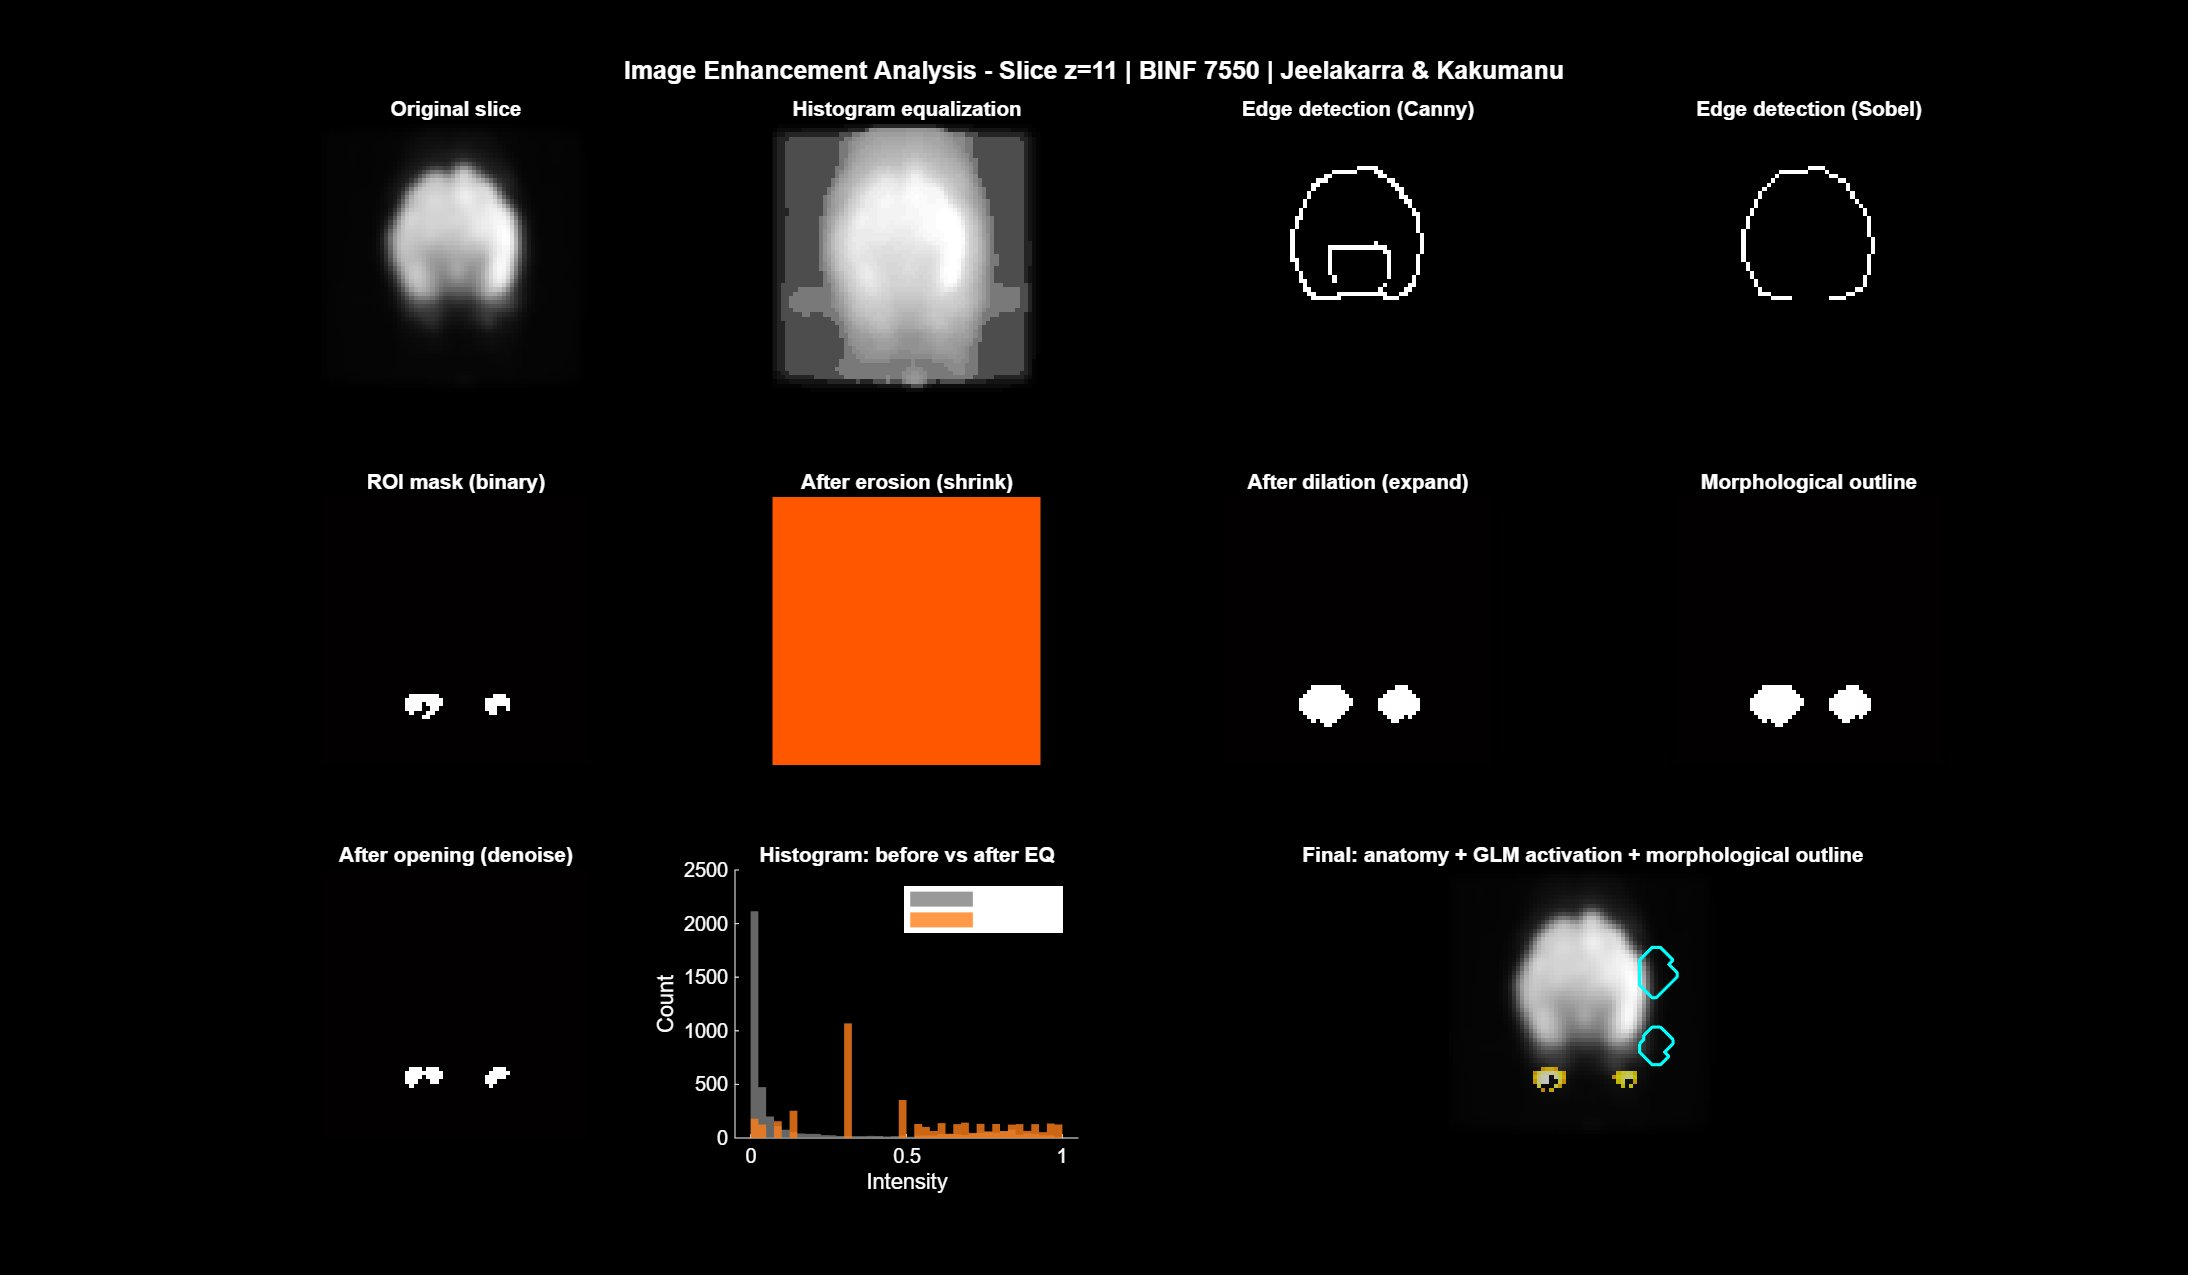 Image Enhancement Analysis - Slice z=11 | BINF 7550 | Jeelakarra & Kakumanu
Original slice
Histogram equalization
Edge detection (Canny)
Edge detection (Sobel)
ROI mask (binary)
After erosion (shrink)
After dilation (expand)
Morphological outline
After opening (denoise)
Histogram: before vs after EQ
2500
2000
1500
1000
500
0
Count
0
0.5
1
Intensity
Final: anatomy + GLM activation + morphological outline